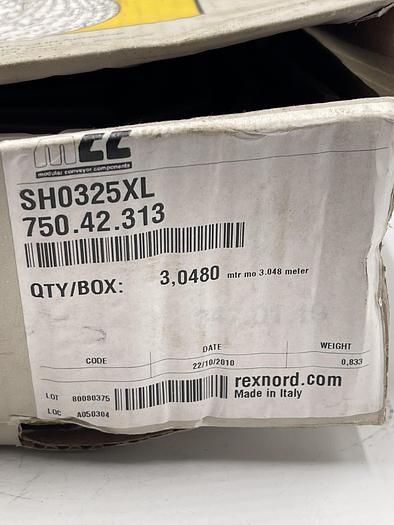 mcc
modular conveyor components
SH0325XL
750.42.313
QTY/BOX: 3,0480 mtr mo 3.048 meter
CODE DATE WEIGHT
22/10/2010 0,833
LOT 80080375 rexnord.com
LOC A050304 Made in Italy